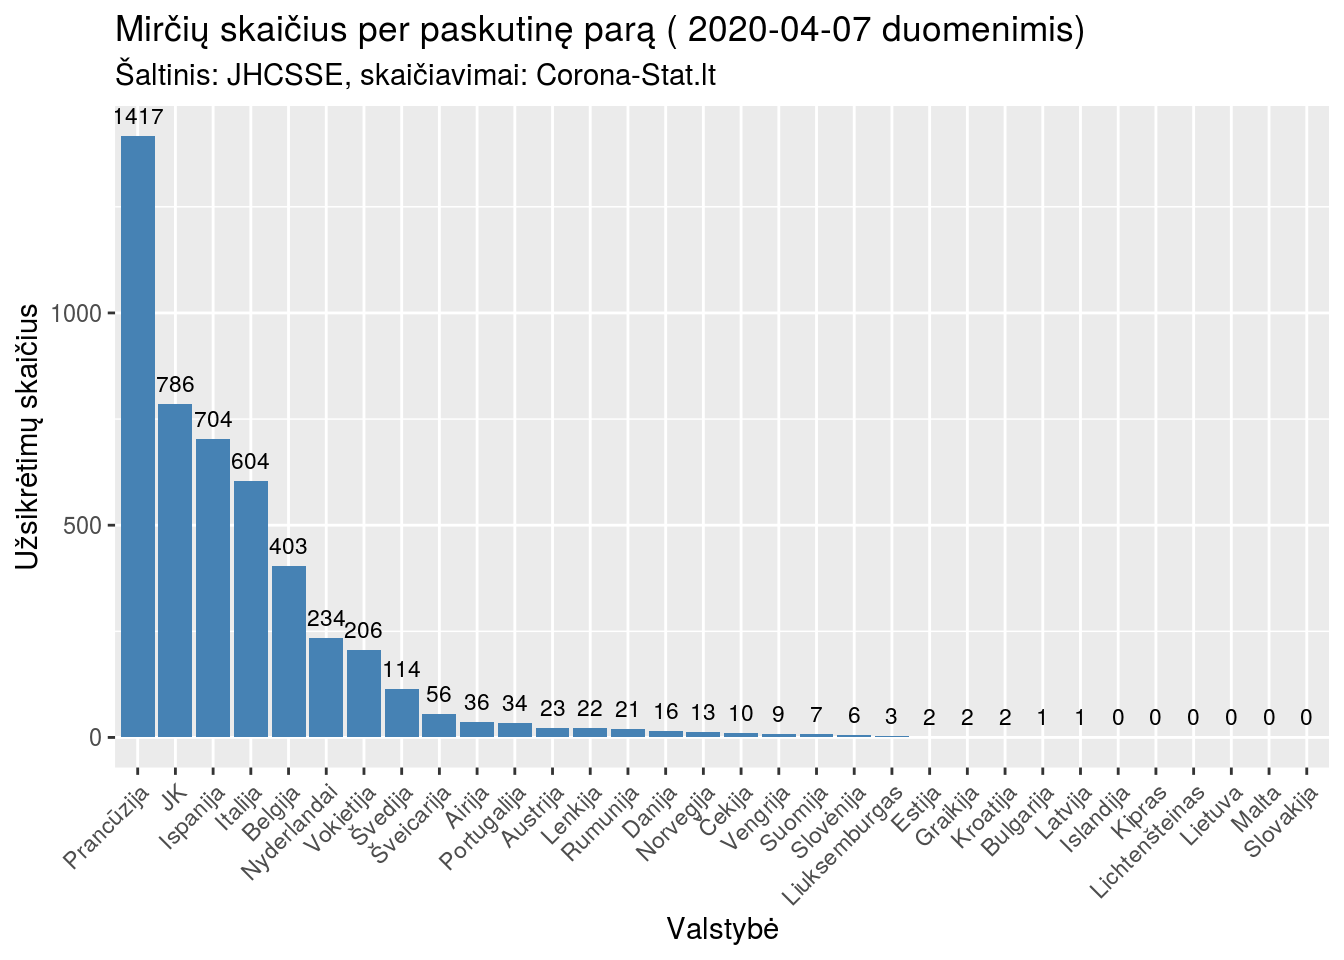 Mirčių skaičius per paskutinę parą ( 2020-04-07 duomenimis)
Šaltinis: JHCSSE, skaičiavimai: Corona-Stat.lt
Užsikrėtimų skaičius
1000
500
0
1417
786
704
604
403
234
206
114
56
36
34
23
22
21
16
13
10
9
7
6
3
2
2
2
1
1
0
0
0
0
0
0
Prancūzija
JK
Ispanija
Italija
Belgija
Nyderlandai
Vokietija
Švedija
Šveicarija
Airija
Portugalija
Austrija
Lenkija
Rumunija
Danija
Norvegija
Čekija
Vengrija
Suomija
Slovėnija
Liuksemburgas
Estija
Graikija
Kroatija
Bulgarija
Latvija
Islandija
Kipras
Lichtenšteinas
Lietuva
Malta
Slovakija
Valstybė